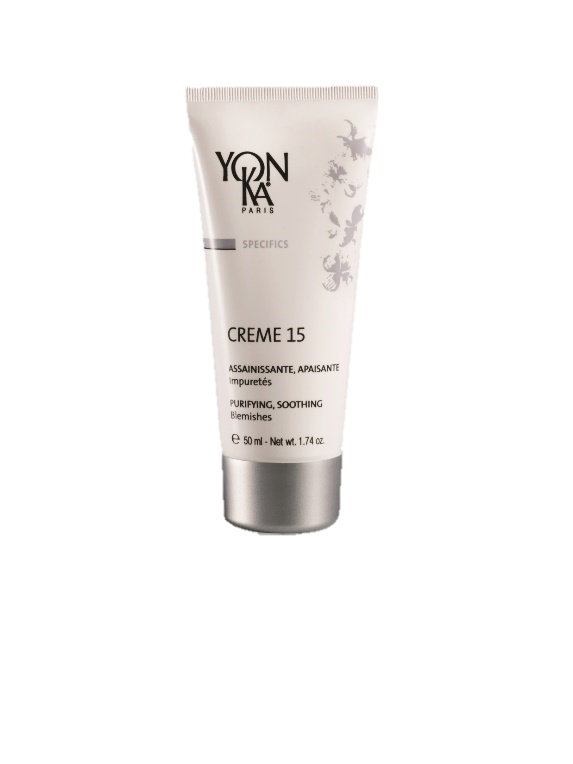 YON
KA®
PARIS
SPECIFICS
CREME 15
ASSAINISSANTE, APAISANTE
Impuretés
PURIFYING, SOOTHING
Blemishes
℮ 50 ml - Net wt. 1.74 oz.